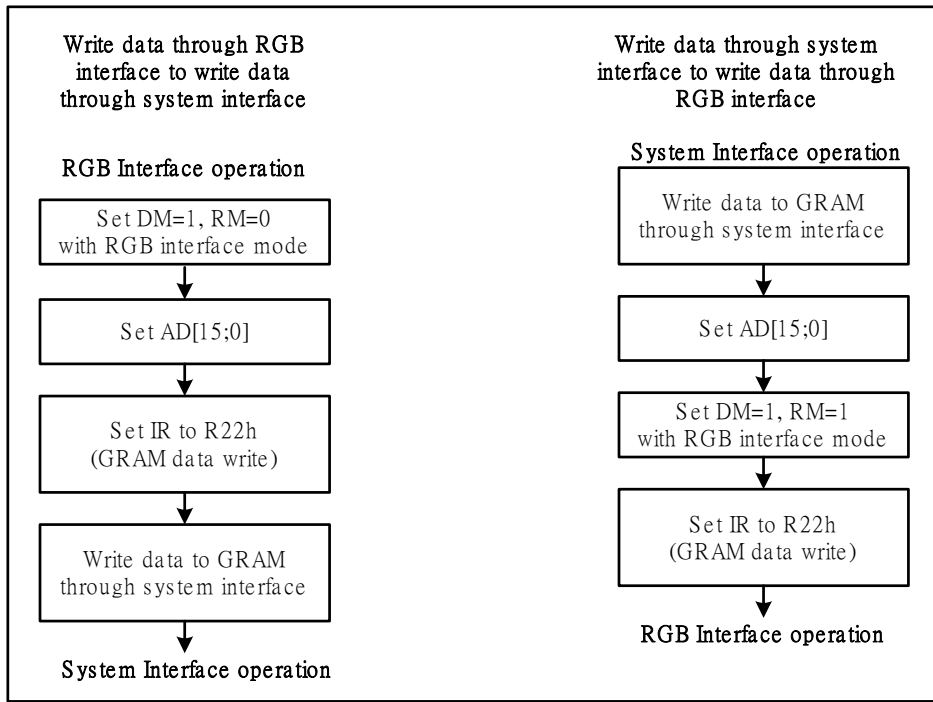 Write data through RGB
interface to write data
through system interface
RGB Interface operation
Set DM=1, RM=0
with RGB interface mode
Set AD[15;0]
Set IR to R22h
(GRAM data write)
Write data to GRAM
through system interface
System Interface operation
Write data through system
interface to write data through
RGB interface
System Interface operation
Write data to GRAM
through system interface
Set AD[15;0]
Set DM=1, RM=1
with RGB interface mode
Set IR to R22h
(GRAM data write)
RGB Interface operation